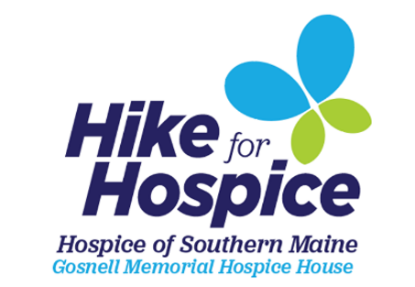 Hike for
Hospice
Hospice of Southern Maine
Gosnell Memorial Hospice House